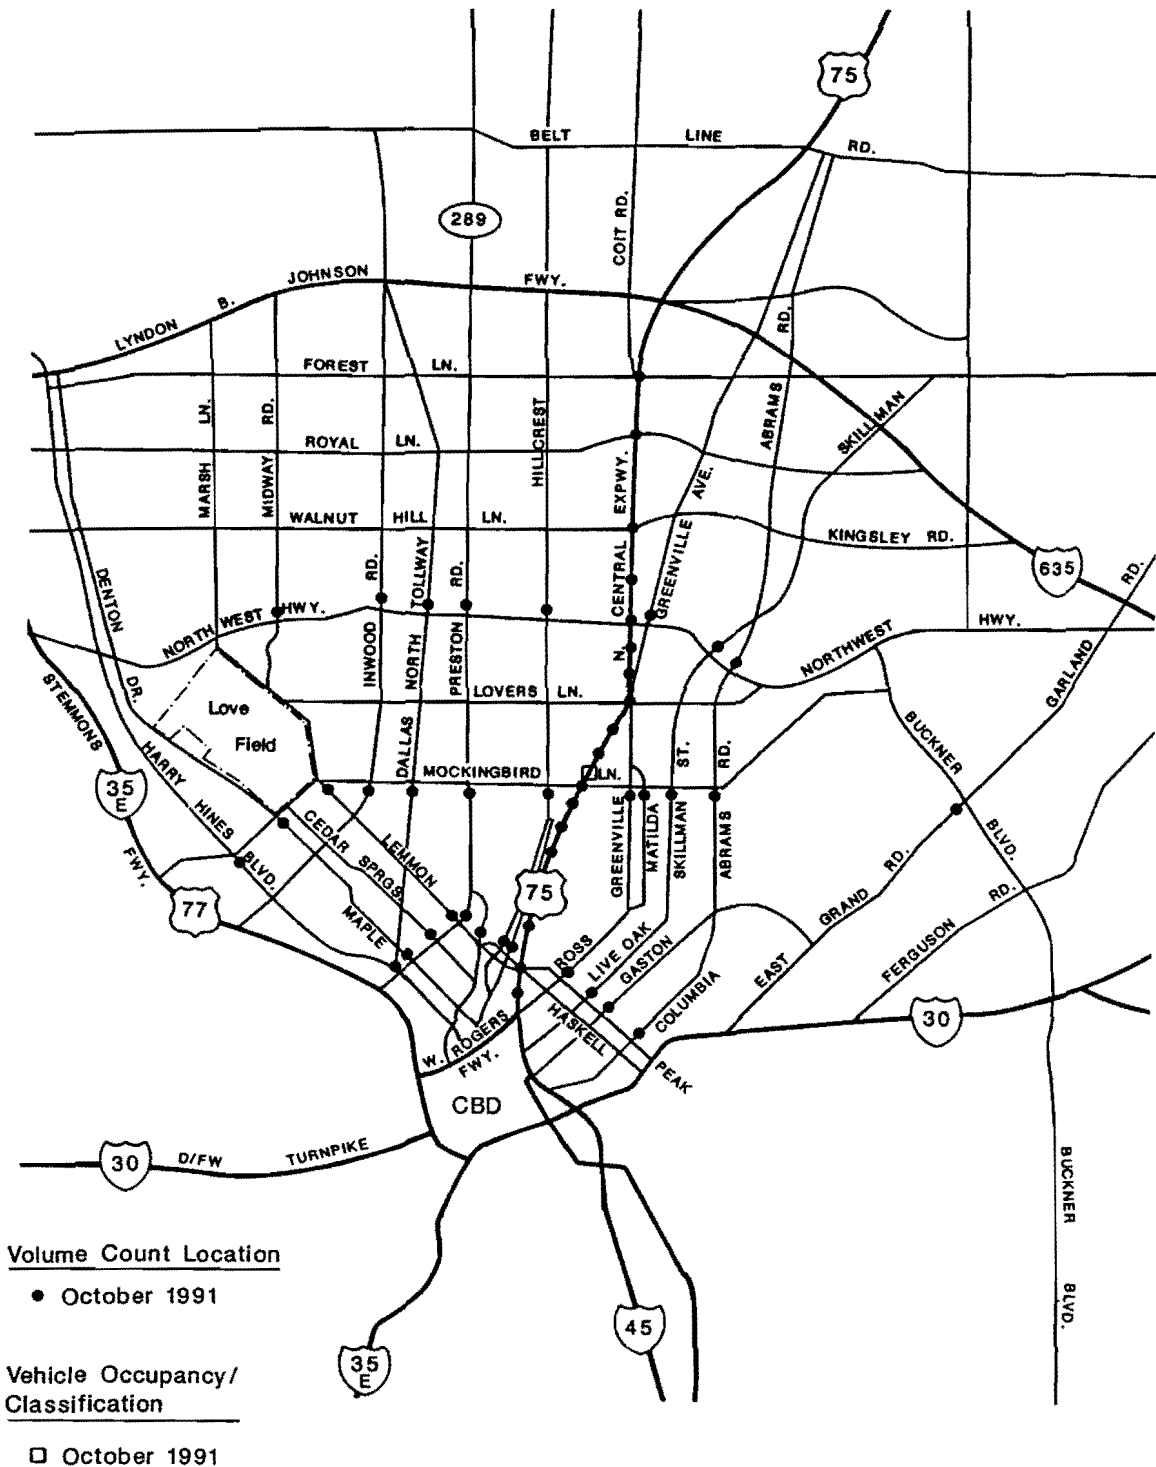 75
BELT LINE RD.
289
COIT RD.
LYNDON B. JOHNSON FWY.
FOREST LN.
MARSH LN.
MIDWAY RD.
HILLCREST
ABRAMS RD.
SKILLMAN
ROYAL LN.
N. CENTRAL EXPWY.
GREENVILLE AVE.
WALNUT HILL LN.
KINGSLEY RD.
635
DENTON DR.
INWOOD RD.
DALLAS NORTH TOLLWAY
PRESTON RD.
NORTH WEST HWY.
NORTHWEST HWY.
GARLAND RD.
LOVERS LN.
Love
Field
STEMMONS FWY.
35
E
HARRY HINES BLVD.
MOCKINGBIRD LN.
ST.
RD.
BUCKNER BLVD.
CEDAR SPRGS.
LEMMON
GREENVILLE
MATILDA
SKILLMAN
ABRAMS
77
MAPLE
75
ROSS
LIVE OAK
GASTON
COLUMBIA
EAST GRAND RD.
FERGUSON RD.
W. ROGERS
FWY.
HASKELL
PEAK
30
CBD
30
D/FW TURNPIKE
BUCKNER BLVD.
Volume Count Location
October 1991
45
35
E
Vehicle Occupancy/
Classification
October 1991